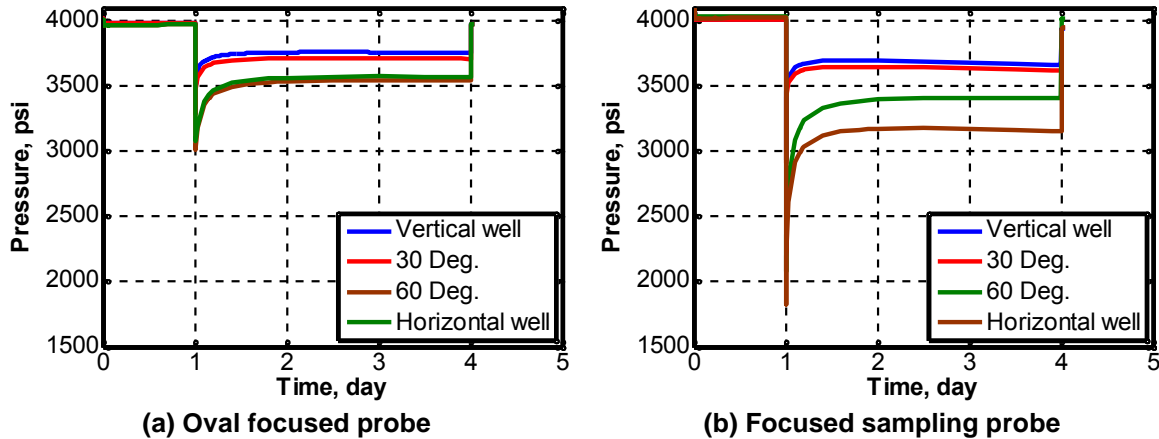 4000
3500
3000
2500
2000
1500
Pressure, psi
0 1 2 3 4 5
Time, day
Vertical well
30 Deg.
60 Deg.
Horizontal well
(a) Oval focused probe
4000
3500
3000
2500
2000
1500
Pressure, psi
0 1 2 3 4 5
Time, day
Vertical well
30 Deg.
60 Deg.
Horizontal well
(b) Focused sampling probe